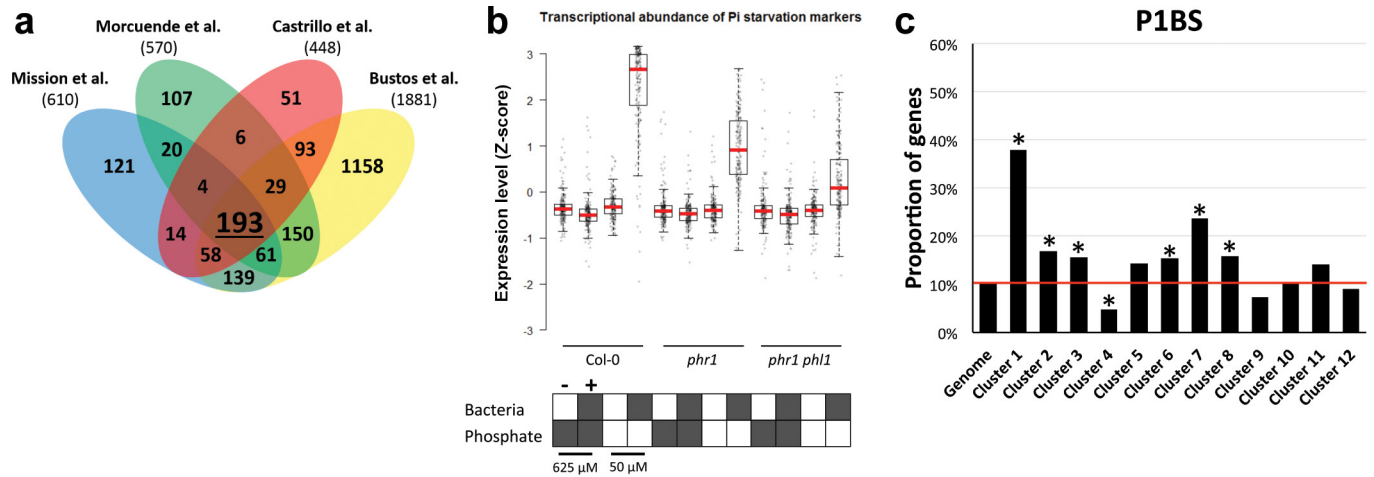 a
Morcuende et al.
(570)
Castrillo et al.
(448)
Mission et al.
(610)
Bustos et al.
(1881)
107
51
20
6
93
121
1158
4
29
193
14
150
58
61
139
b
Transcriptional abundance of Pi starvation markers
Expression level (Z-score)
3
2
1
0
-1
-2
-3
Col-0
phr1
phr1 phl1
- +
Bacteria
Phosphate
625 μM
50 μM
c
P1BS
Proportion of genes
60%
50%
40%
30%
20%
10%
0%
*
*
*
*
*
*
*
Genome
Cluster 1
Cluster 2
Cluster 3
Cluster 4
Cluster 5
Cluster 6
Cluster 7
Cluster 8
Cluster 9
Cluster 10
Cluster 11
Cluster 12